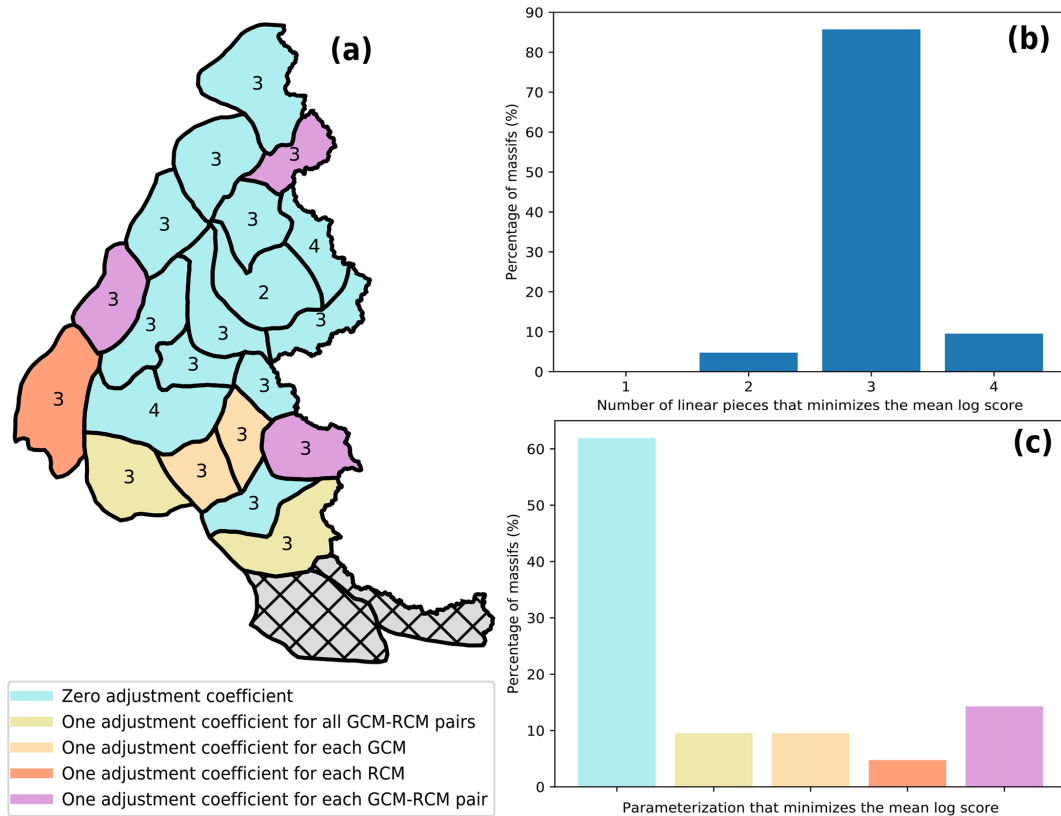 (a)
3
3
3
3
3
4
2
3
3
3
3
3
3
3
4
3
3
3
3
3
3
Zero adjustment coefficient
One adjustment coefficient for all GCM-RCM pairs
One adjustment coefficient for each GCM
One adjustment coefficient for each RCM
One adjustment coefficient for each GCM-RCM pair
(b)
Percentage of massifs (%)
90
80
70
60
50
40
30
20
10
0
1 2 3 4
Number of linear pieces that minimizes the mean log score
(c)
Percentage of massifs (%)
60
50
40
30
20
10
0
Parameterization that minimizes the mean log score